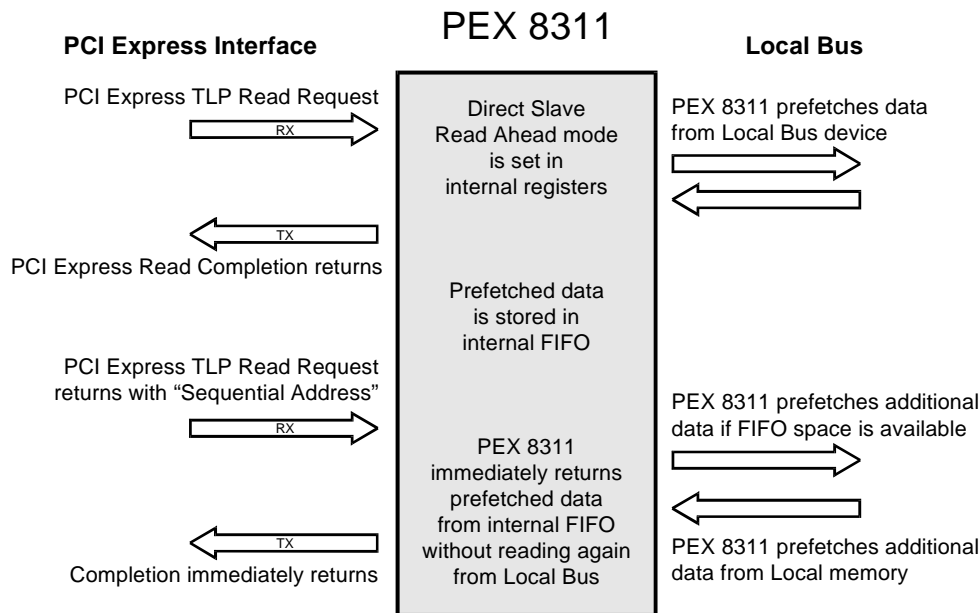 PEX 8311
PCI Express Interface
Local Bus
PCI Express TLP Read Request
RX
Direct Slave
Read Ahead mode
is set in
internal registers
PEX 8311 prefetches data
from Local Bus device
TX
PCI Express Read Completion returns
Prefetched data
is stored in
internal FIFO
PCI Express TLP Read Request
returns with “Sequential Address”
RX
PEX 8311 prefetches additional
data if FIFO space is available
PEX 8311
immediately returns
prefetched data
from internal FIFO
without reading again
from Local Bus
TX
Completion immediately returns
PEX 8311 prefetches additional
data from Local memory